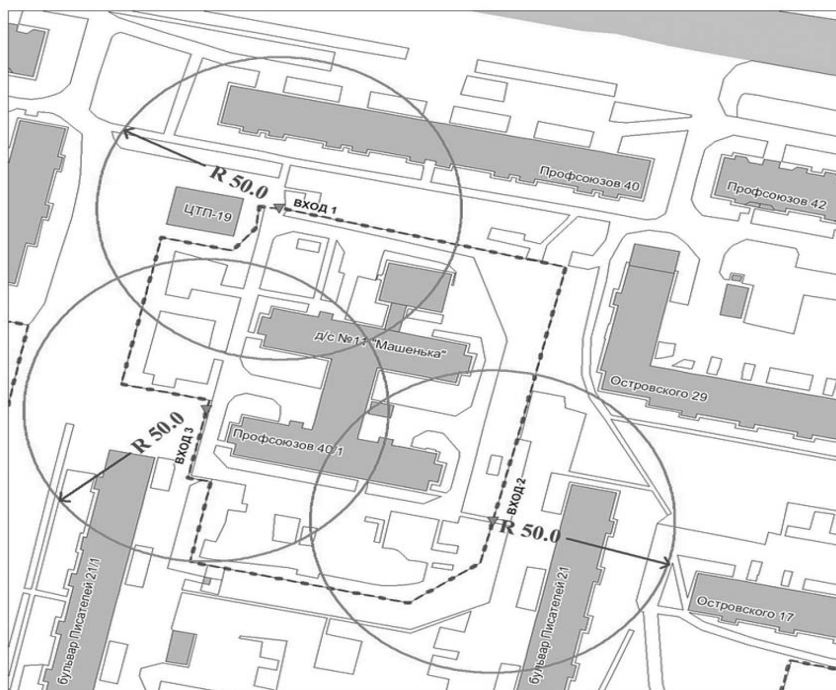 Профсоюзов 40
Профсоюзов 42
R 50.0
ЦТП-19
ВХОД 1
д/с №11 "Машенька"
Островского 29
R 50.0
ВХОД 3
Профсоюзов 40/1
ВХОД 2
R 50.0
бульвар Писателей 21/1
бульвар Писателей 21
Островского 17